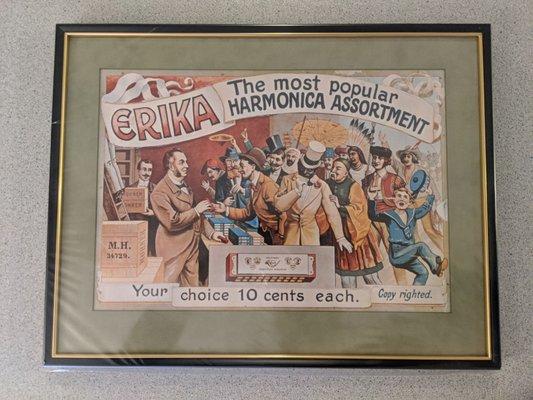 ERIKA
The most popular
HARMONICA ASSORTMENT
M.H.
34729.
Your choice 10 cents each.
Copy righted.